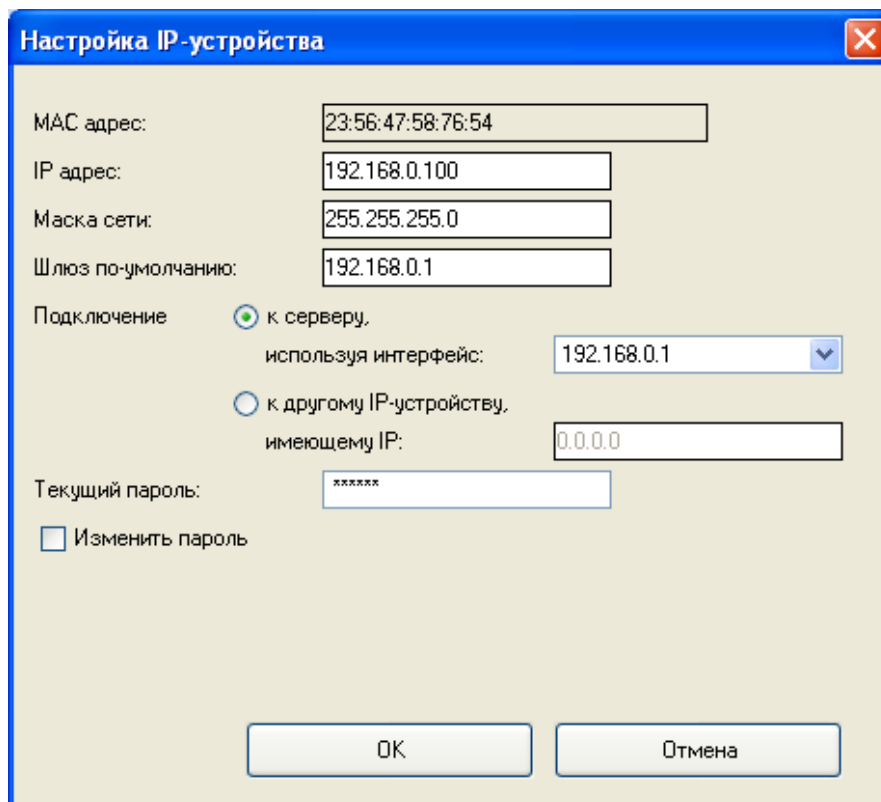 Настройка IP-устройства
MAC адрес: 23:56:47:58:76:54
IP адрес: 192.168.0.100
Маска сети: 255.255.255.0
Шлюз по-умолчанию: 192.168.0.1
Подключение к серверу,
используя интерфейс: 192.168.0.1
к другому IP-устройству,
имеющему IP: 0.0.0.0
Текущий пароль: ******
Изменить пароль
OK Отмена